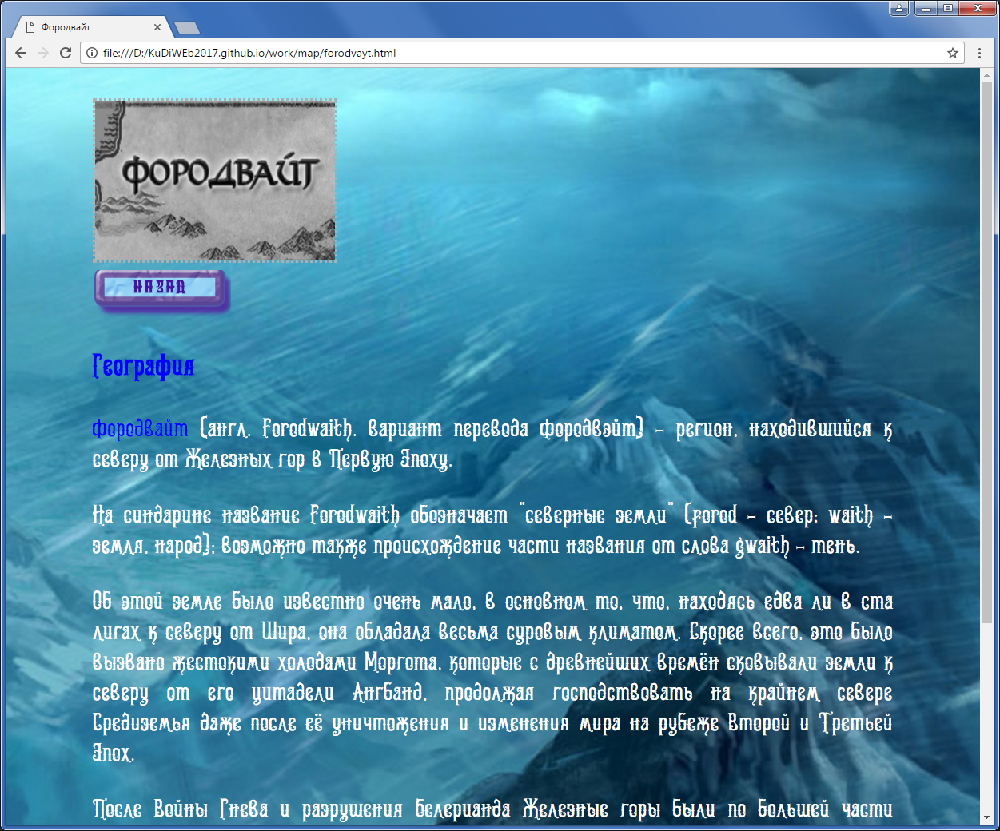 Фородвайт
file:///D:/KuDiWEb2017.github.io/work/map/forodvayt.html
ФОРОДВАЙТ
НАЗАД
География
Фородвайт (англ. Forodwaith, вариант перевода Фородвэйт) – регион, находившийся к
северу от Железных гор в Первую Эпоху.
На синдарине название Forodwaith обозначает "северные земли" (forod – север; waith –
земля, народ); возможно также происхождение части названия от слова gwaith – тень.
Об этой земле было известно очень мало, в основном то, что, находясь едва ли в ста
лигах к северу от Шира, она обладала весьма суровым климатом. Скорее всего, это было
вызвано жестокими холодами Моргота, которые с древнейших времён сковывали земли к
северу от его цитадели Ангбанд, продолжая господствовать на крайнем севере
Средиземья даже после её уничтожения и изменения мира на рубеже Второй и Третьей
Эпох.
После Войны Гнева и разрушения Белерианда Железные горы были по большей части